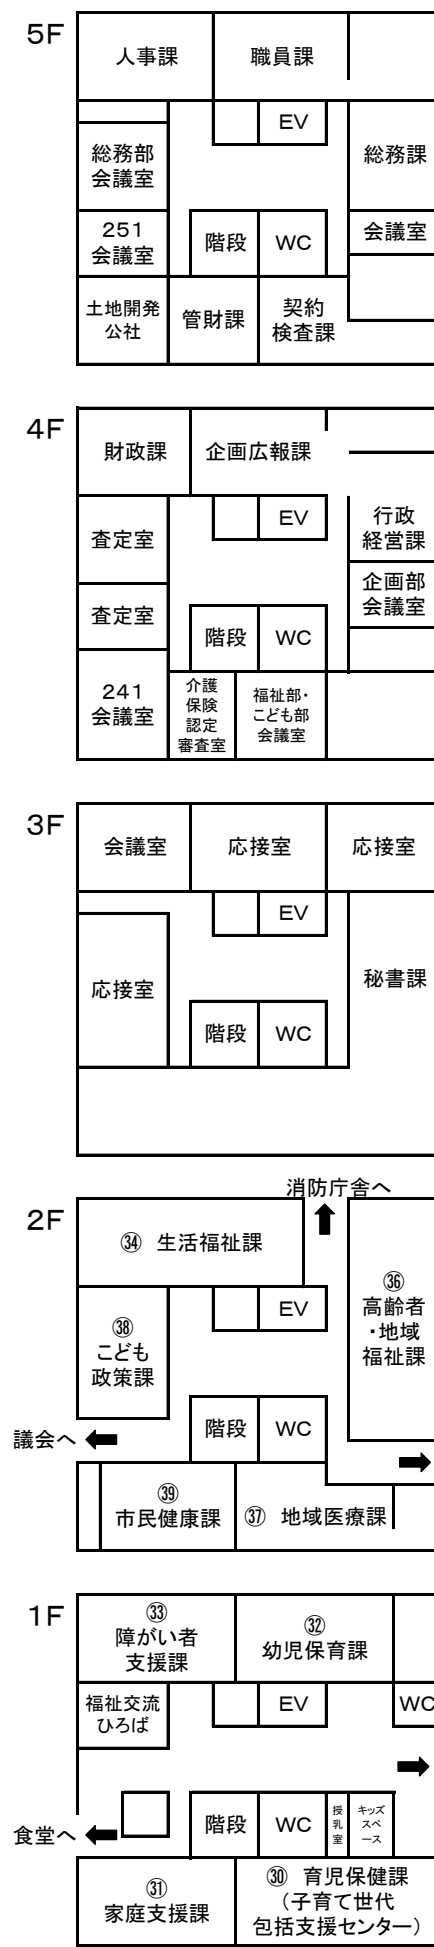 5F
人事課
職員課
EV
総務部
会議室
総務課
251
会議室
階段
WC
会議室
土地開発
公社
管財課
契約
検査課
4F
財政課
企画広報課
EV
査定室
行政
経営課
査定室
階段
WC
企画部
会議室
241
会議室
介護
保険
認定
審査室
福祉部・
こども部
会議室
3F
会議室
応接室
応接室
EV
応接室
秘書課
階段
WC
消防庁舎へ
2F
㉞ 生活福祉課
EV
㊱
高齢者
・地域
福祉課
㊳
こども
政策課
議会へ
階段
WC
㊴
市民健康課
㊲ 地域医療課
1F
㉝
障がい者
支援課
㉜
幼児保育課
福祉交流
ひろば
EV
WC
食堂へ
階段
WC
授
乳
室
キッズ
スペ
ース
㉛
家庭支援課
㉚ 育児保健課
（子育て世代
包括支援センター）